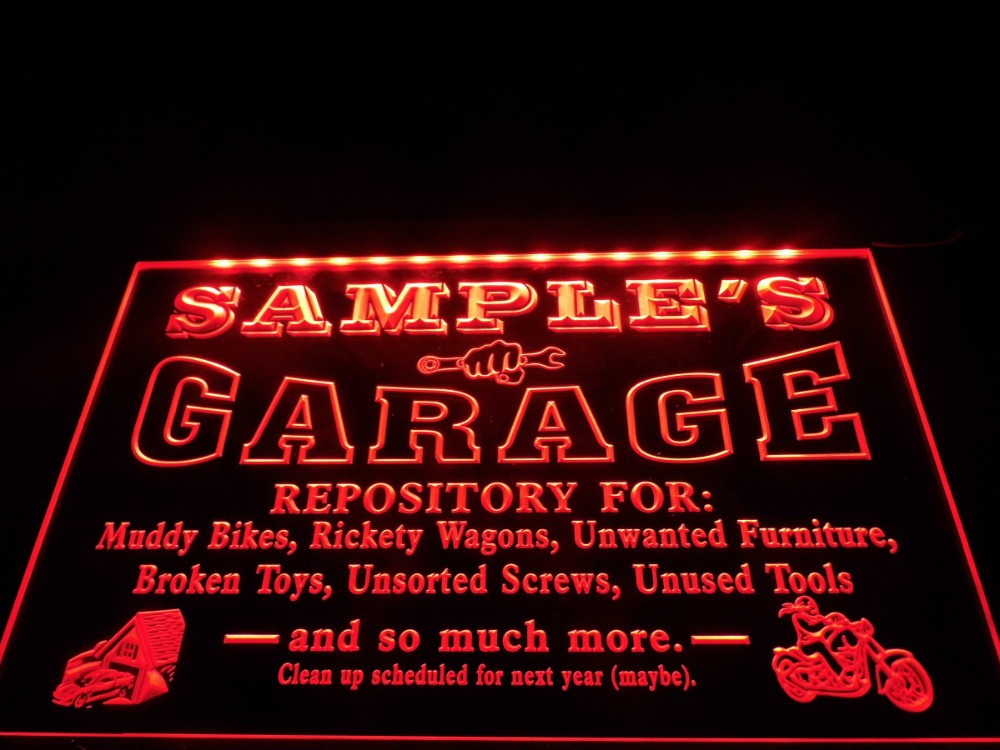 SAMPLE'S
GARAGE
REPOSITORY FOR:
Muddy Bikes, Rickety Wagons, Unwanted Furniture,
Broken Toys, Unsorted Screws, Unused Tools
and so much more.
Clean up scheduled for next year (maybe).